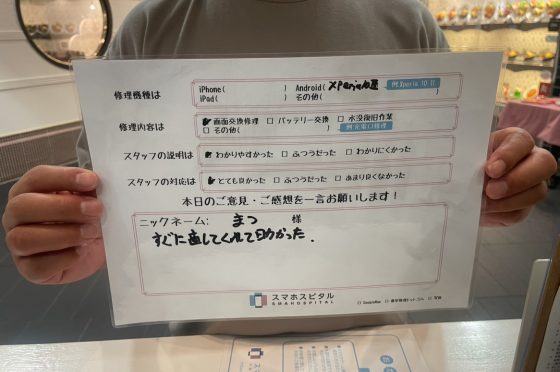 修理機種は
iPhone( ) Android( Xperia
例:Xperia 10 II
iPad( ) その他( )
修理内容は
画面交換修理 □ バッテリー交換 □ 水没復旧作業
□ その他( ) 例:充電口修理
スタッフの説明は
わかりやすかった □ ふつうだった □ わかりにくかった
スタッフの対応は
とても良かった □ ふつうだった □ あまり良くなかった
本日のご意見・ご感想を一言お願いします!
ニックネーム: まつ 様
すぐに直してくれて助かった.
スマホスピタル
SMAHOSPITAL